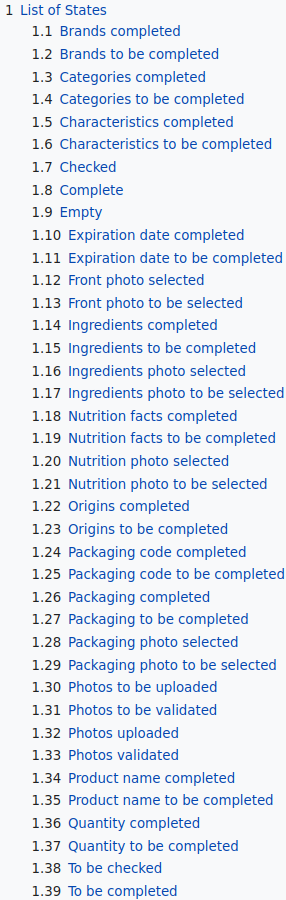 1 List of States
1.1 Brands completed
1.2 Brands to be completed
1.3 Categories completed
1.4 Categories to be completed
1.5 Characteristics completed
1.6 Characteristics to be completed
1.7 Checked
1.8 Complete
1.9 Empty
1.10 Expiration date completed
1.11 Expiration date to be completed
1.12 Front photo selected
1.13 Front photo to be selected
1.14 Ingredients completed
1.15 Ingredients to be completed
1.16 Ingredients photo selected
1.17 Ingredients photo to be selected
1.18 Nutrition facts completed
1.19 Nutrition facts to be completed
1.20 Nutrition photo selected
1.21 Nutrition photo to be selected
1.22 Origins completed
1.23 Origins to be completed
1.24 Packaging code completed
1.25 Packaging code to be completed
1.26 Packaging completed
1.27 Packaging to be completed
1.28 Packaging photo selected
1.29 Packaging photo to be selected
1.30 Photos to be uploaded
1.31 Photos to be validated
1.32 Photos uploaded
1.33 Photos validated
1.34 Product name completed
1.35 Product name to be completed
1.36 Quantity completed
1.37 Quantity to be completed
1.38 To be checked
1.39 To be completed